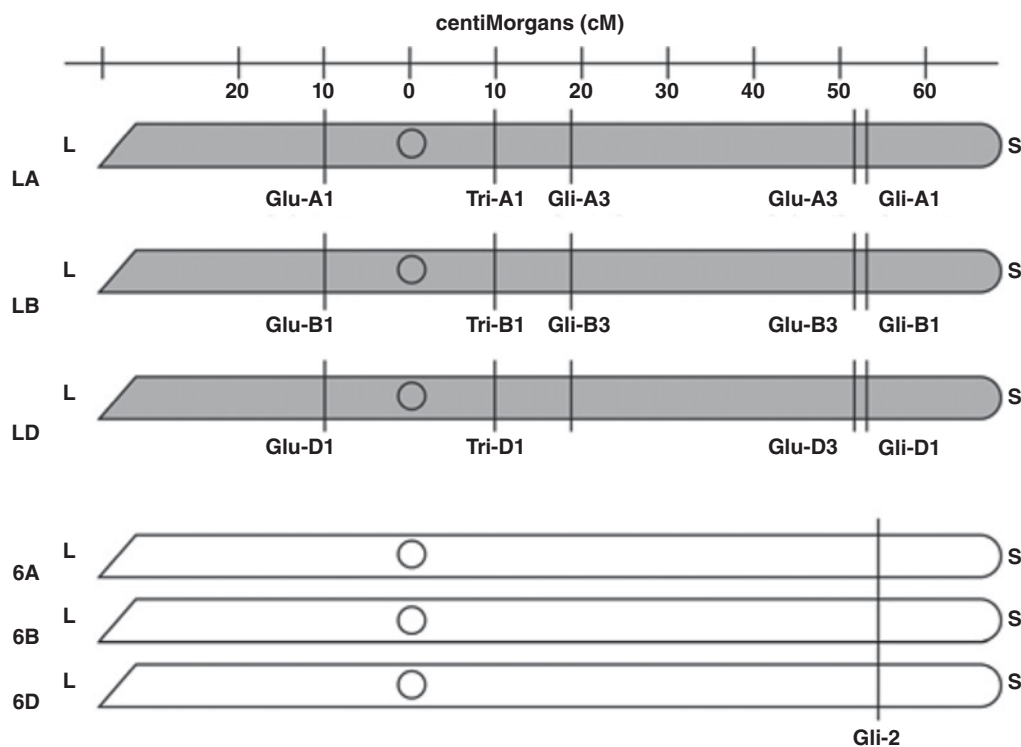 centiMorgans (cM)
20 10 0 10 20 30 40 50 60
L S
LA
Glu-A1 Tri-A1 Gli-A3 Glu-A3 Gli-A1
L S
LB
Glu-B1 Tri-B1 Gli-B3 Glu-B3 Gli-B1
L S
LD
Glu-D1 Tri-D1 Glu-D3 Gli-D1
L S
6A
L S
6B
L S
6D
Gli-2